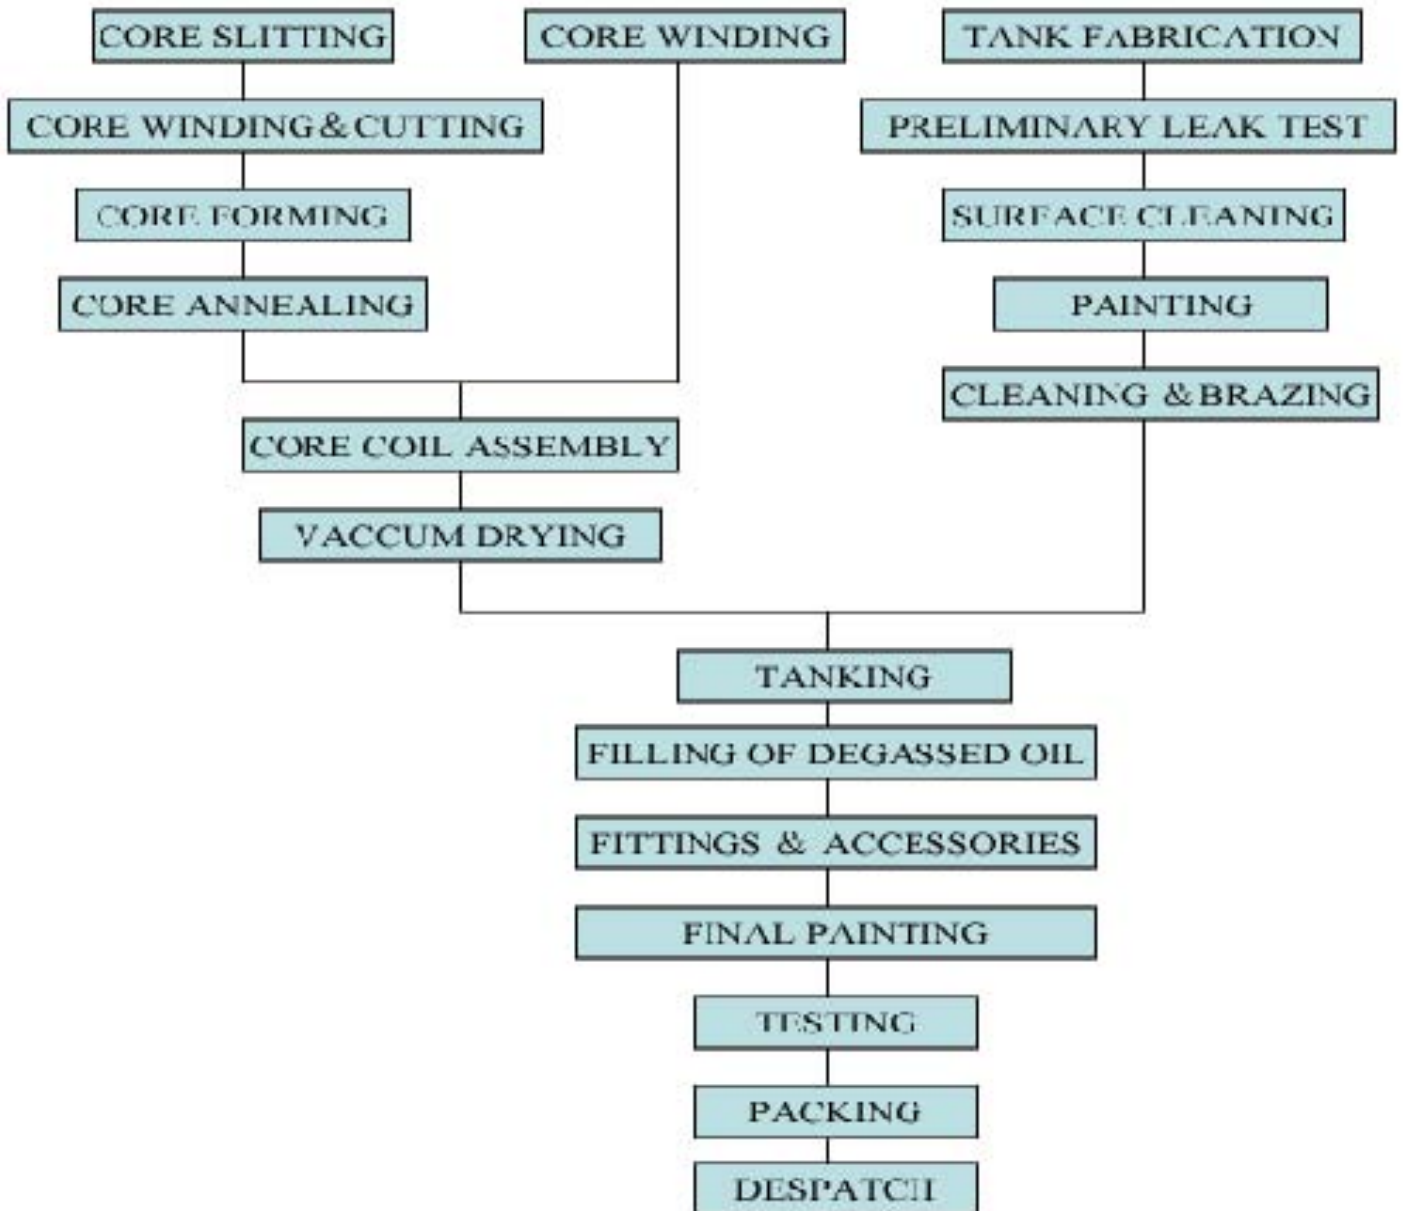 CORE SLITTING
CORE WINDING
TANK FABRICATION
CORE WINDING & CUTTING
PRELIMINARY LEAK TEST
CORE FORMING
SURFACE CLEANING
CORE ANNEALING
PAINTING
CLEANING & BRAZING
CORE COIL ASSEMBLY
VACCUM DRYING
TANKING
FILLING OF DEGASSED OIL
FITTINGS & ACCESSORIES
FINAL PAINTING
TESTING
PACKING
DESPATCH